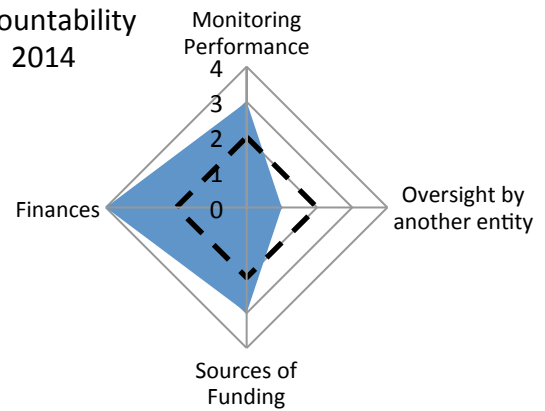 ountability
2014
Monitoring
Performance
4
3
2
1
0
Finances
Oversight by
another entity
Sources of
Funding